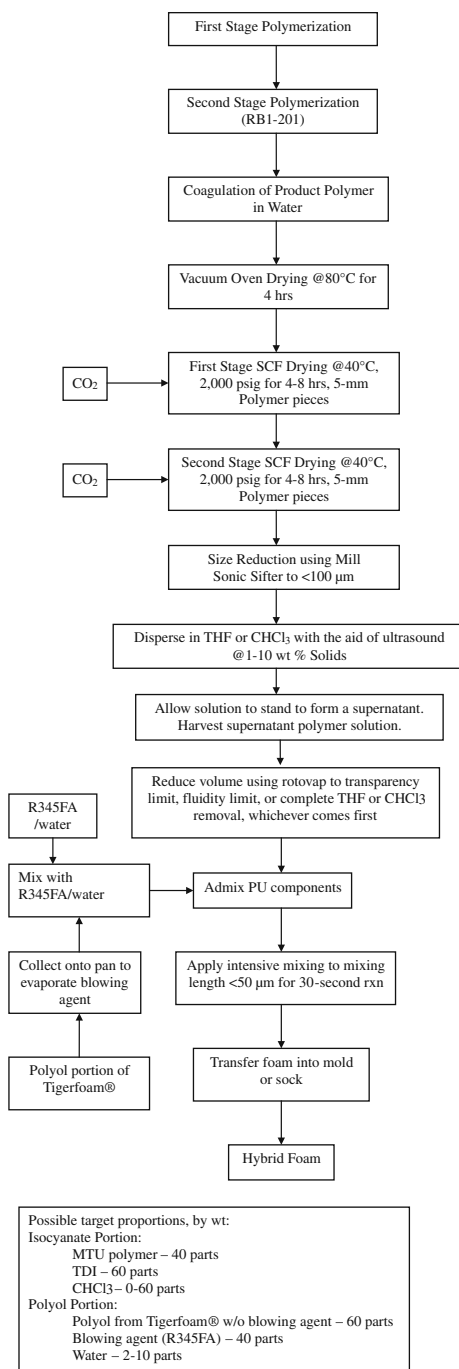 First Stage Polymerization
Second Stage Polymerization
(RB1-201)
Coagulation of Product Polymer
in Water
Vacuum Oven Drying @80°C for
4 hrs
CO₂
First Stage SCF Drying @40°C,
2,000 psig for 4-8 hrs, 5-mm
Polymer pieces
CO₂
Second Stage SCF Drying @40°C,
2,000 psig for 4-8 hrs, 5-mm
Polymer pieces
Size Reduction using Mill
Sonic Sifter to <100 µm
Disperse in THF or CHCl₃ with the aid of ultrasound
@1-10 wt % Solids
Allow solution to stand to form a supernatant.
Harvest supernatant polymer solution.
Reduce volume using rotovap to transparency
limit, fluidity limit, or complete THF or CHCl3
removal, whichever comes first
R345FA
/water
Mix with
R345FA/water
Admix PU components
Collect onto pan to
evaporate blowing
agent
Apply intensive mixing to mixing
length <50 µm for 30-second rxn
Polyol portion of
Tigerfoam®
Transfer foam into mold
or sock
Hybrid Foam
Possible target proportions, by wt:
Isocyanate Portion:
MTU polymer – 40 parts
TDI – 60 parts
CHCl3– 0-60 parts
Polyol Portion:
Polyol from Tigerfoam® w/o blowing agent – 60 parts
Blowing agent (R345FA) – 40 parts
Water – 2-10 parts